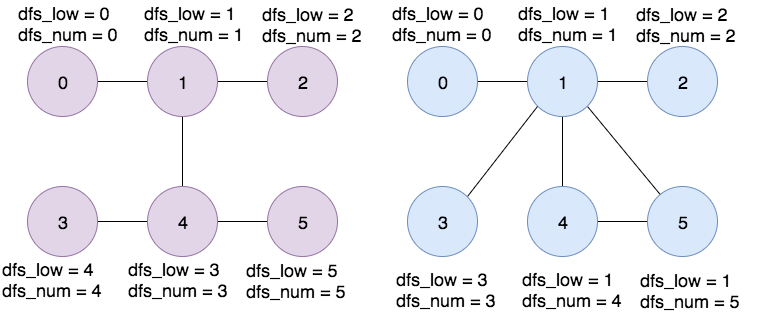 dfs_low = 0 dfs_low = 1 dfs_low = 2 dfs_low = 0 dfs_low = 1 dfs_low = 2
dfs_num = 0 dfs_num = 1 dfs_num = 2 dfs_num = 0 dfs_num = 1 dfs_num = 2
0 1 2 0 1 2
3 4 5 3 4 5
dfs_low = 4 dfs_low = 3 dfs_low = 5 dfs_low = 3 dfs_low = 1 dfs_low = 1
dfs_num = 4 dfs_num = 3 dfs_num = 5 dfs_num = 3 dfs_num = 4 dfs_num = 5